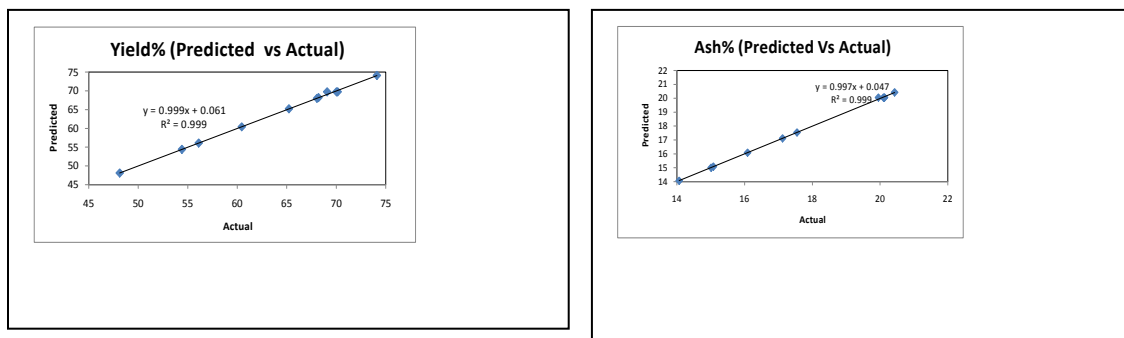 Yield% (Predicted vs Actual)
75
70
65
60
55
50
45
Predicted
y = 0.999x + 0.061
R² = 0.999
45 50 55 60 65 70 75
Actual
Ash% (Predicted Vs Actual)
22
21
20
19
18
17
16
15
14
Predicted
y = 0.997x + 0.047
R² = 0.999
14 16 18 20 22
Actual